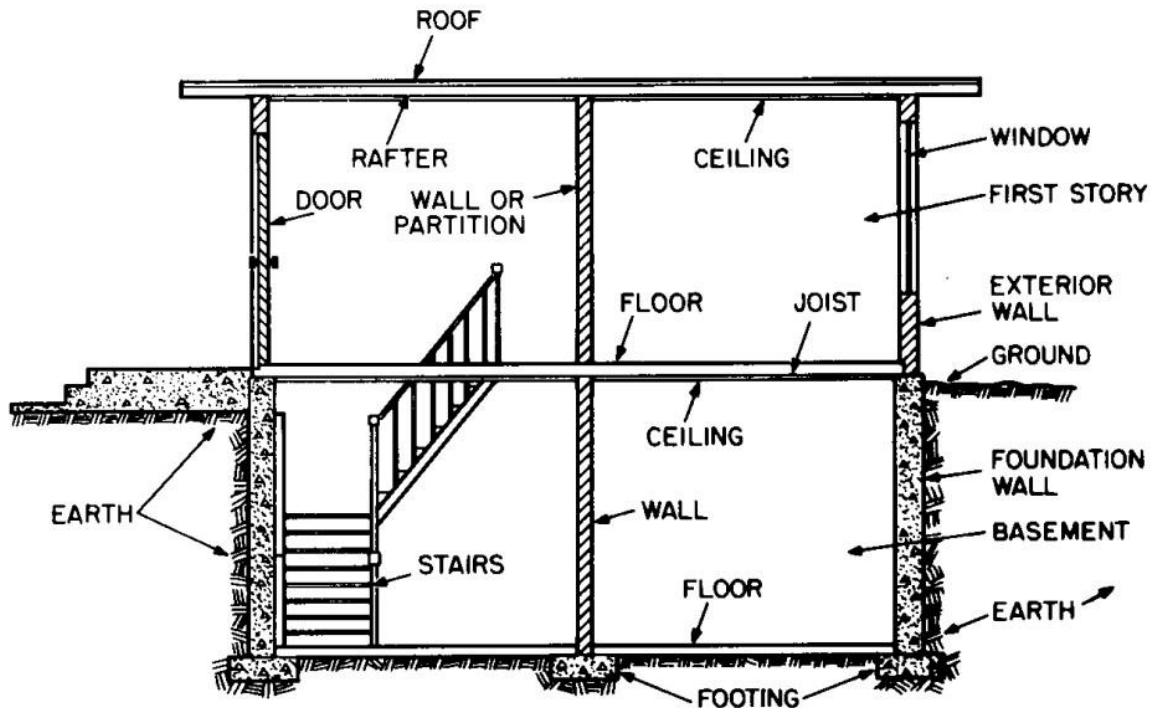 ROOF
RAFTER
CEILING
WINDOW
DOOR
WALL OR
PARTITION
FIRST STORY
FLOOR
JOIST
EXTERIOR
WALL
GROUND
CEILING
EARTH
WALL
FOUNDATION
WALL
STAIRS
BASEMENT
FLOOR
EARTH
FOOTING